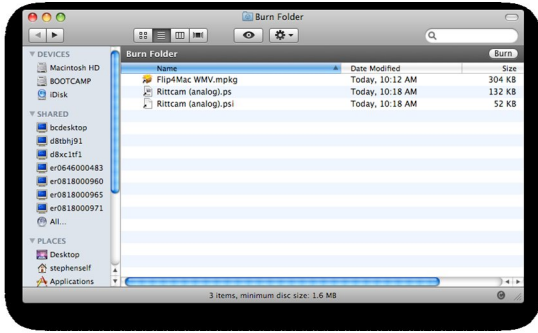 Burn Folder
Burn Folder
Burn
Name
Date Modified
Size
Flip4Mac WMV.mpkg
Today, 10:12 AM
304 KB
Rittcam (analog).ps
Today, 10:18 AM
132 KB
Rittcam (analog).psi
Today, 10:18 AM
52 KB
DEVICES
Macintosh HD
BOOTCAMP
iDisk
SHARED
bcdesktop
d8tbhj91
d8xc1tf1
er0646000483
er0818000960
er0818000965
er0818000971
All...
PLACES
Desktop
stephenself
Applications
3 items, minimum disc size: 1.6 MB